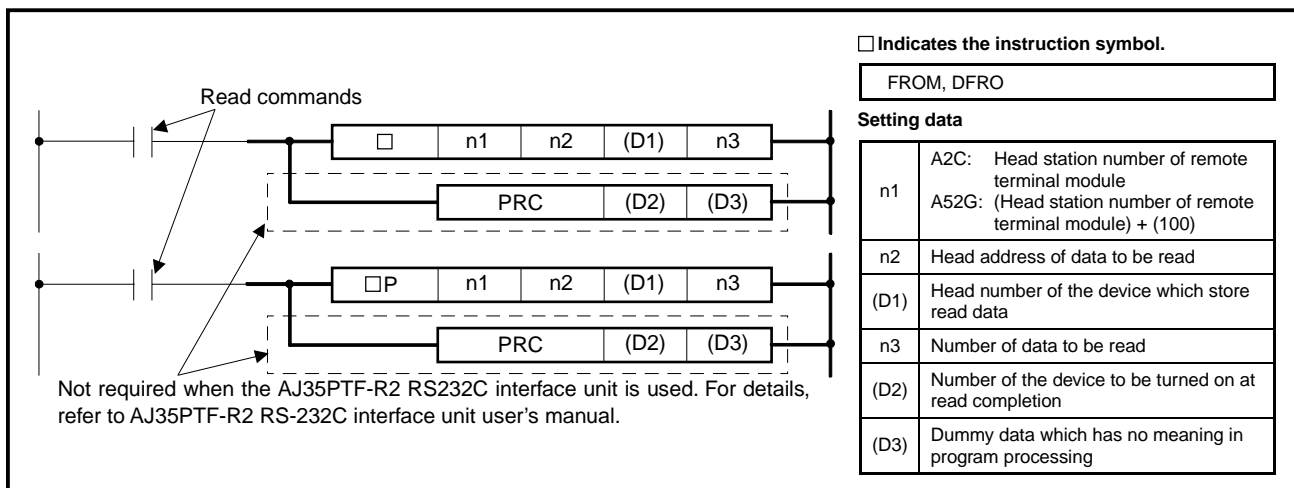 Read commands
□ n1 n2 (D1) n3
PRC (D2) (D3)
□P n1 n2 (D1) n3
PRC (D2) (D3)
Not required when the AJ35PTF-R2 RS232C interface unit is used. For details,
refer to AJ35PTF-R2 RS-232C interface unit user's manual.
□ Indicates the instruction symbol.
FROM, DFRO
Setting data
n1
A2C: Head station number of remote
terminal module
A52G: (Head station number of remote
terminal module) + (100)
n2 Head address of data to be read
(D1)
Head number of the device which store
read data
n3 Number of data to be read
(D2)
Number of the device to be turned on at
read completion
(D3)
Dummy data which has no meaning in
program processing